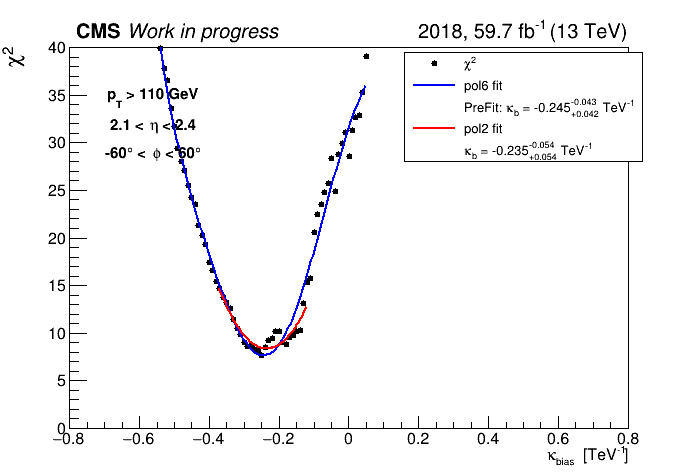 CMS Work in progress
2018, 59.7 fb⁻¹ (13 TeV)
χ²
40
35
30
25
20
15
10
5
0
p_T > 110 GeV
2.1 < η < 2.4
-60° < φ < 60°
χ²
pol6 fit
PreFit: κ_b = -0.245 -0.043 +0.042 TeV⁻¹
pol2 fit
κ_b = -0.235 -0.054 +0.054 TeV⁻¹
−0.8 −0.6 −0.4 −0.2 0 0.2 0.4 0.6 0.8
κ_bias [TeV⁻¹]